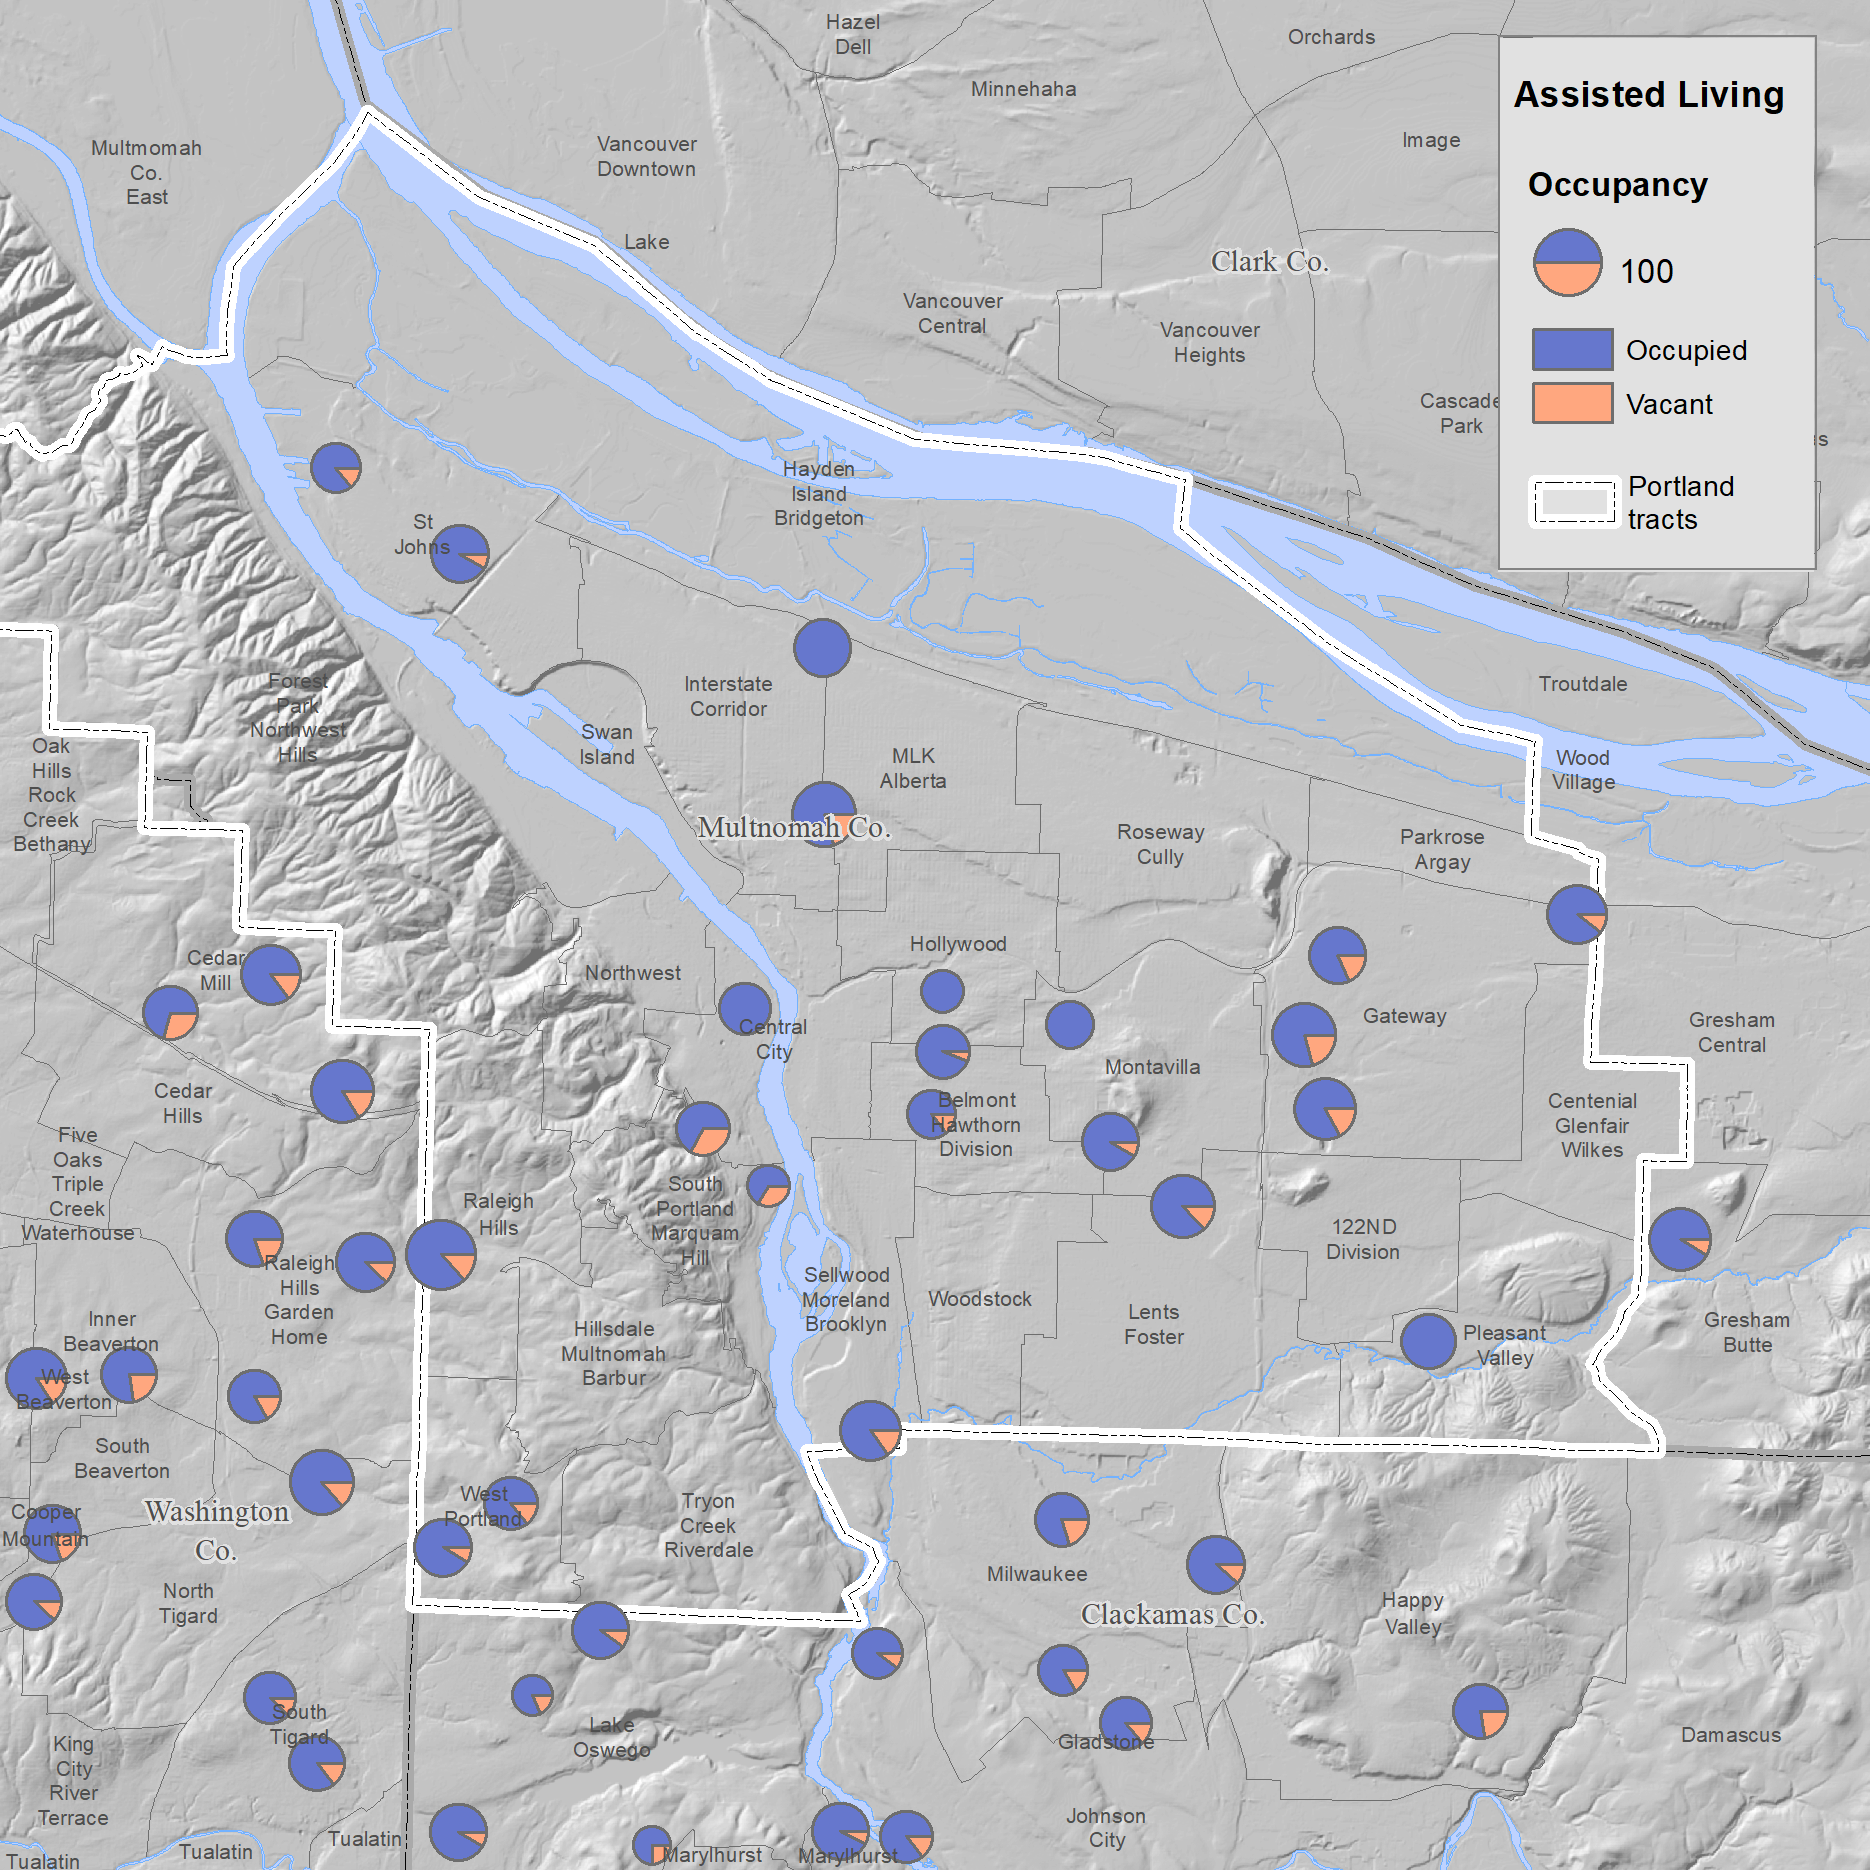 Hazel
Dell
Orchards
Minnehaha
Image
Multmomah
Co.
East
Vancouver
Downtown
Lake
Clark Co.
Vancouver
Central
Vancouver
Heights
Cascade
Park
s
Assisted Living
Occupancy
100
Occupied
Vacant
Portland
tracts
Hayden
Island
Bridgeton
St
Johns
Forest
Park
Northwest
Hills
Interstate
Corridor
Swan
Island
MLK
Alberta
Troutdale
Wood
Village
Oak
Hills
Rock
Creek
Bethany
Multnomah Co.
Roseway
Cully
Parkrose
Argay
Cedar
Mill
Northwest
Hollywood
Central
City
Gateway
Gresham
Central
Montavilla
Cedar
Hills
Belmont
Hawthorn
Division
Centenial
Glenfair
Wilkes
Five
Oaks
Triple
Creek
Waterhouse
Raleigh
Hills
South
Portland
Marquam
Hill
122ND
Division
Raleigh
Hills
Garden
Home
Sellwood
Moreland
Brooklyn
Woodstock
Lents
Foster
Pleasant
Valley
Gresham
Butte
Inner
Beaverton
West
Beaverton
Hillsdale
Multnomah
Barbur
South
Beaverton
Cooper
Mountain
Washington
Co.
West
Portland
Tryon
Creek
Riverdale
North
Tigard
Milwaukee
Clackamas Co.
Happy
Valley
South
Tigard
Lake
Oswego
Gladstone
Damascus
King
City
River
Terrace
Johnson
City
Tualatin
Tualatin
Tualatin
Marylhurst
Marylhurst